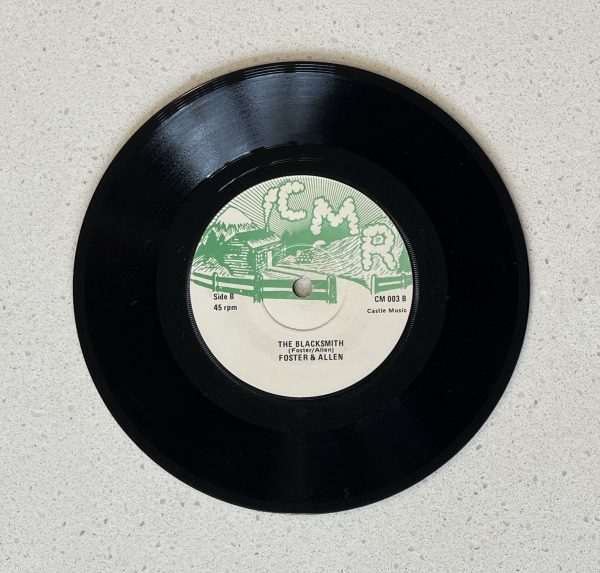 CMR
Side B
45 rpm
CM 003 B
Castle Music
THE BLACKSMITH
(Foster/Allen)
FOSTER & ALLEN